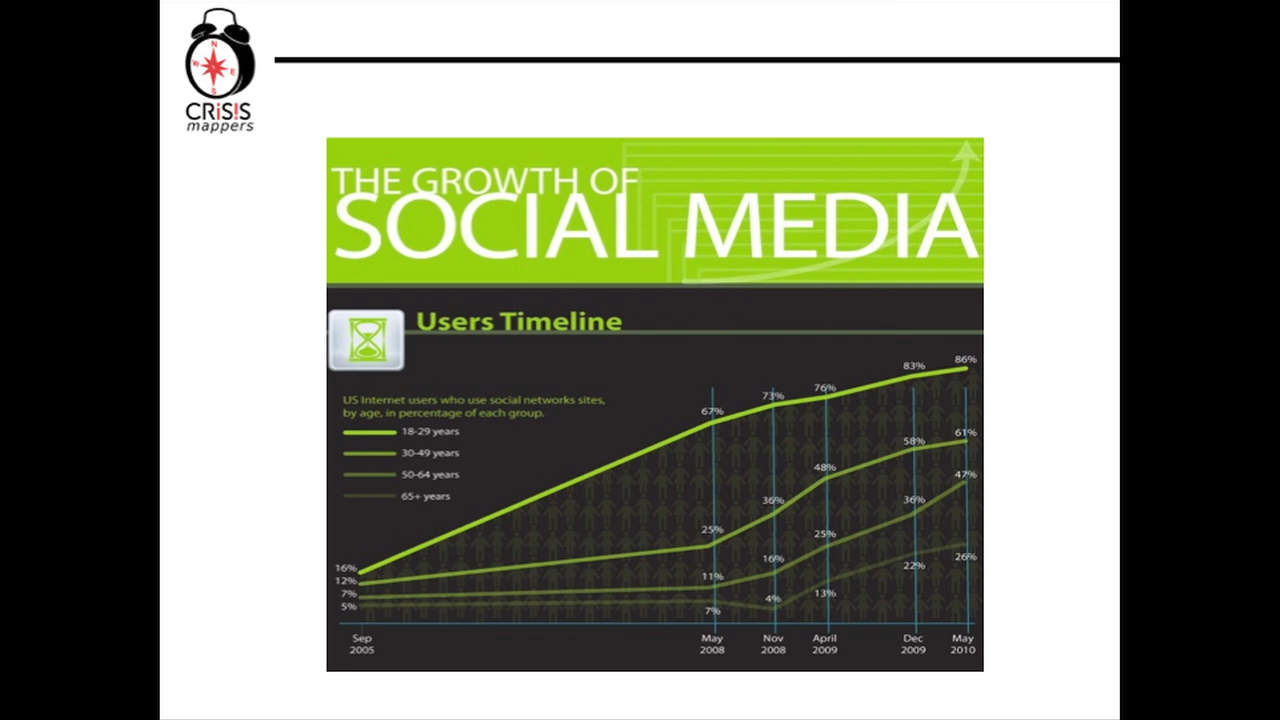 N
W E
S
CRiS!S
mappers
THE GROWTH OF
SOCIAL MEDIA
Users Timeline
US Internet users who use social networks sites,
by age, in percentage of each group.
18-29 years
30-49 years
50-64 years
65+ years
16%
12%
7%
5%
67%
73%
76%
83%
86%
25%
36%
48%
58%
61%
11%
16%
25%
36%
47%
7%
4%
13%
22%
26%
Sep
2005
May
2008
Nov
2008
April
2009
Dec
2009
May
2010